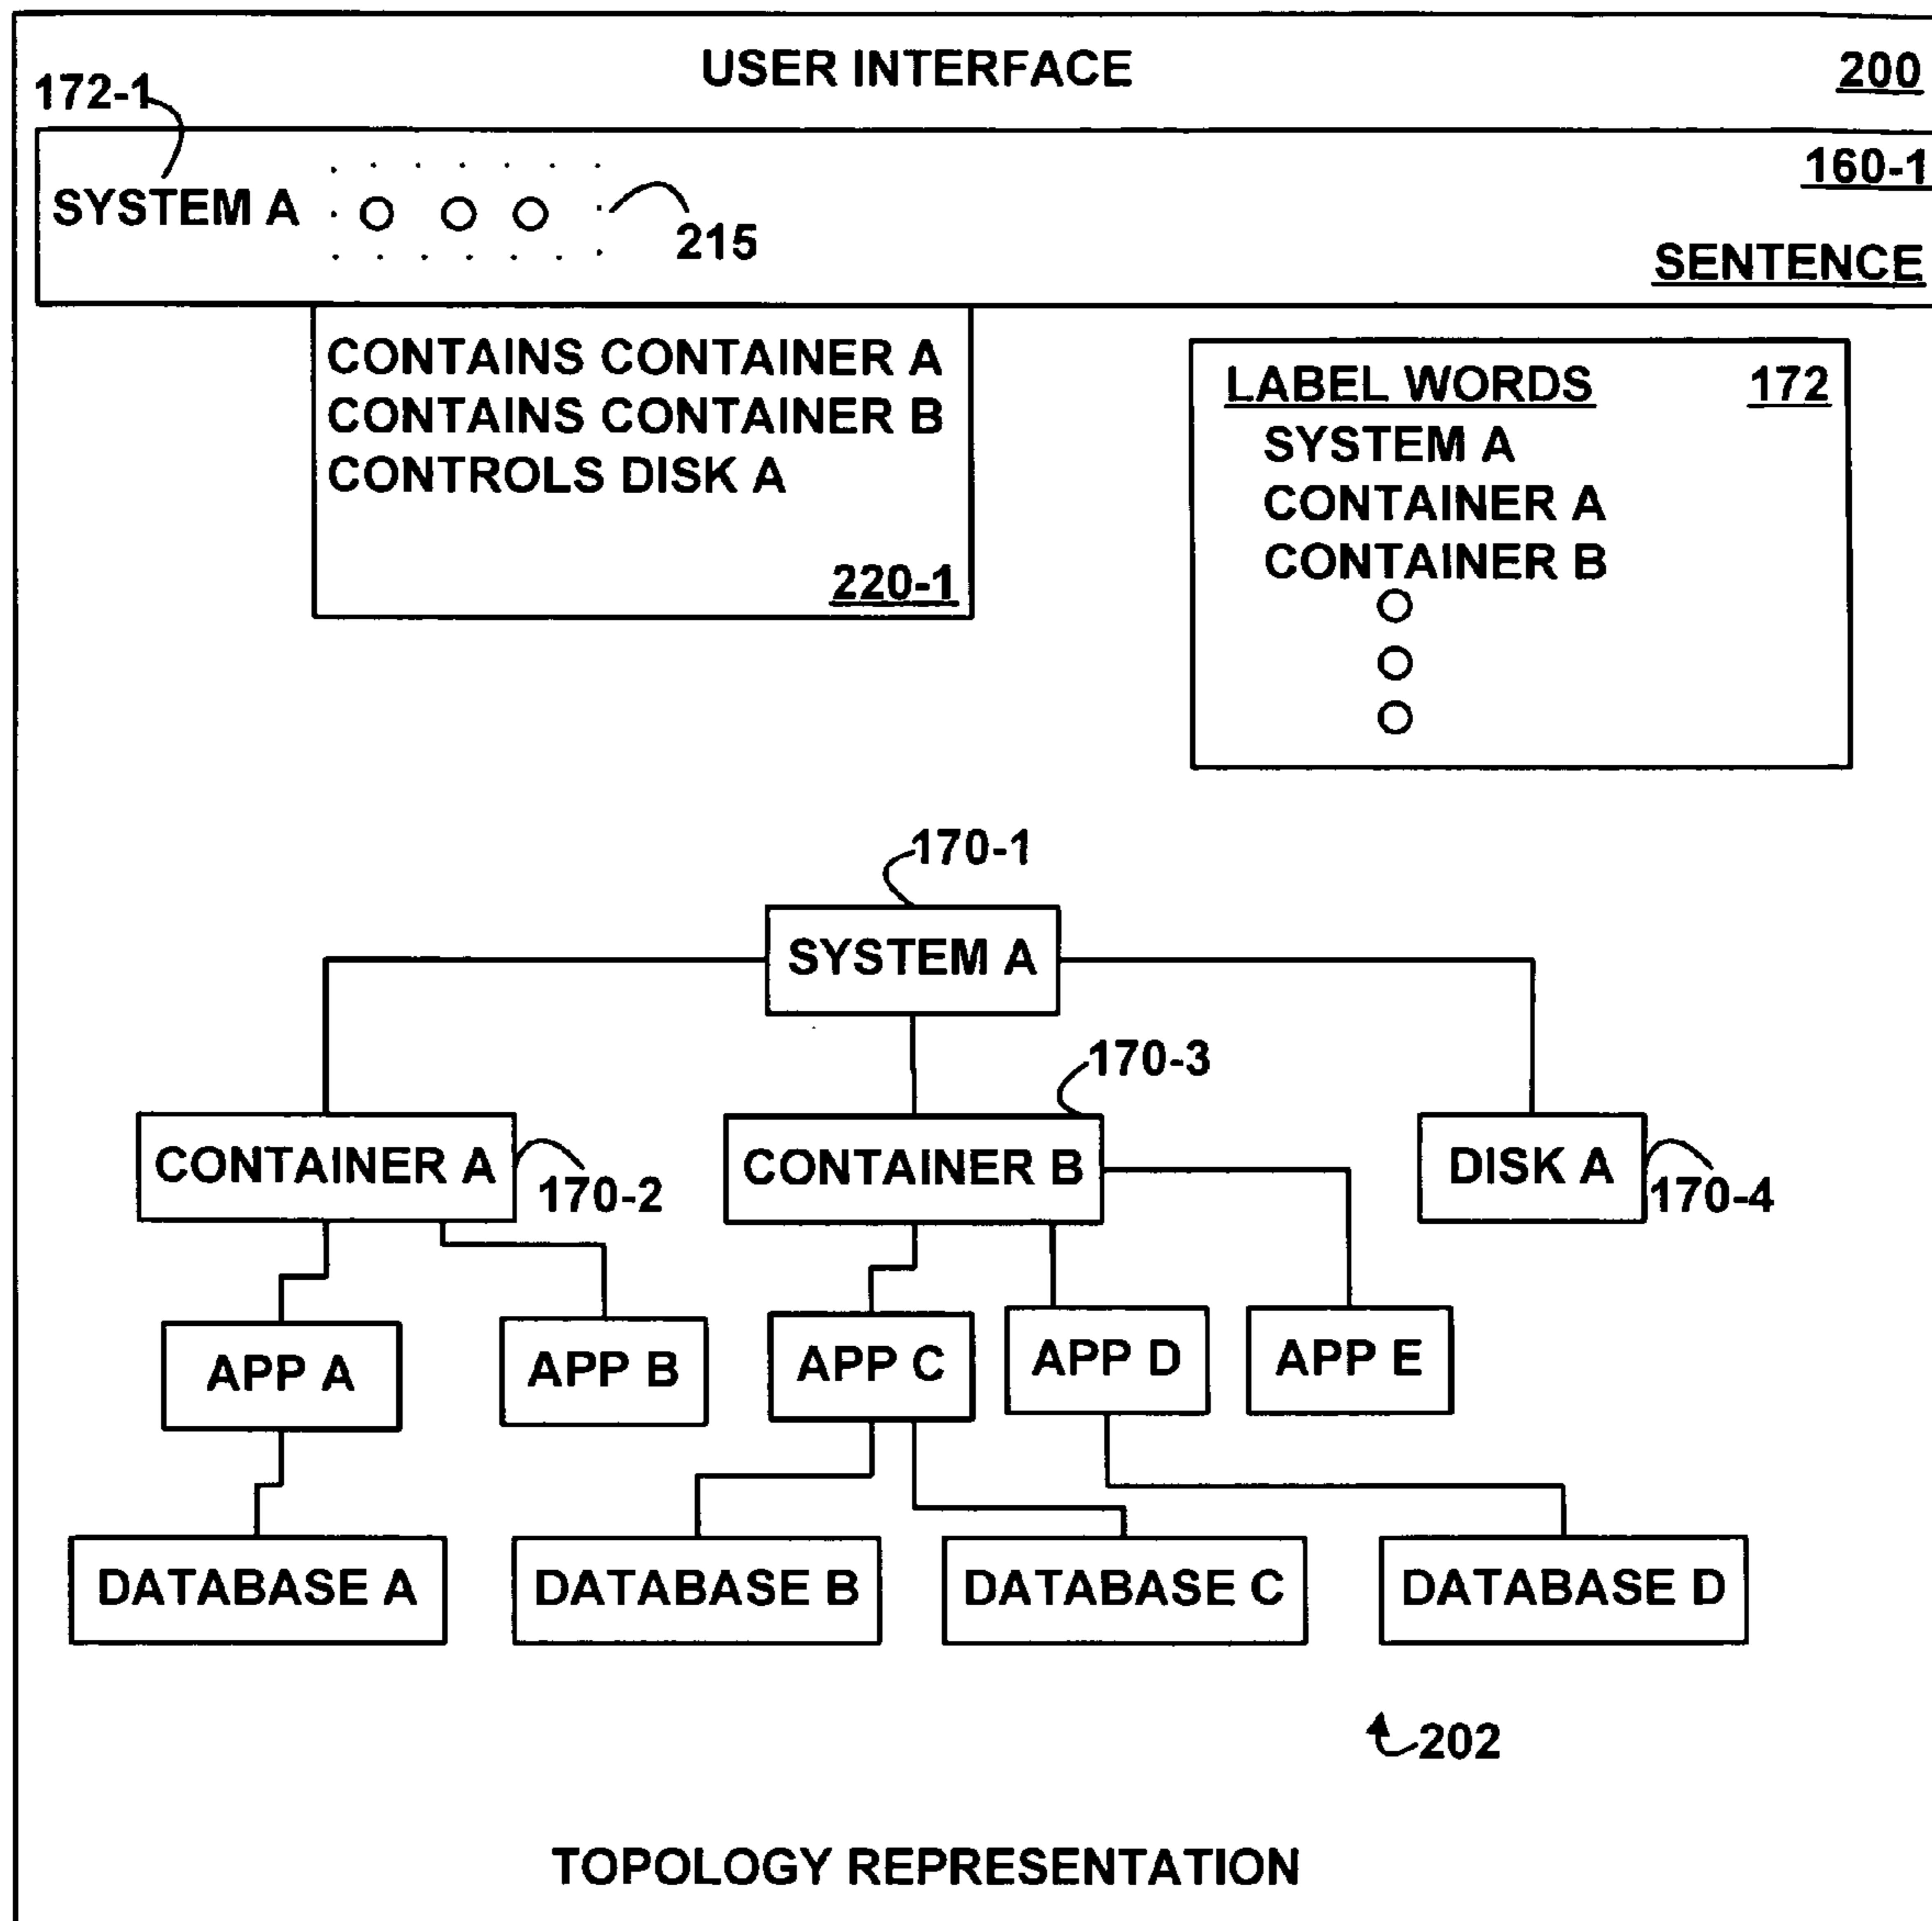 USER INTERFACE 200
172-1
160-1
SYSTEM A
215
SENTENCE
CONTAINS CONTAINER A
CONTAINS CONTAINER B
CONTROLS DISK A
220-1
LABEL WORDS 172
SYSTEM A
CONTAINER A
CONTAINER B
170-1
SYSTEM A
170-3
CONTAINER A
170-2
CONTAINER B
DISK A
170-4
APP A
APP B
APP C
APP D
APP E
DATABASE A
DATABASE B
DATABASE C
DATABASE D
202
TOPOLOGY REPRESENTATION